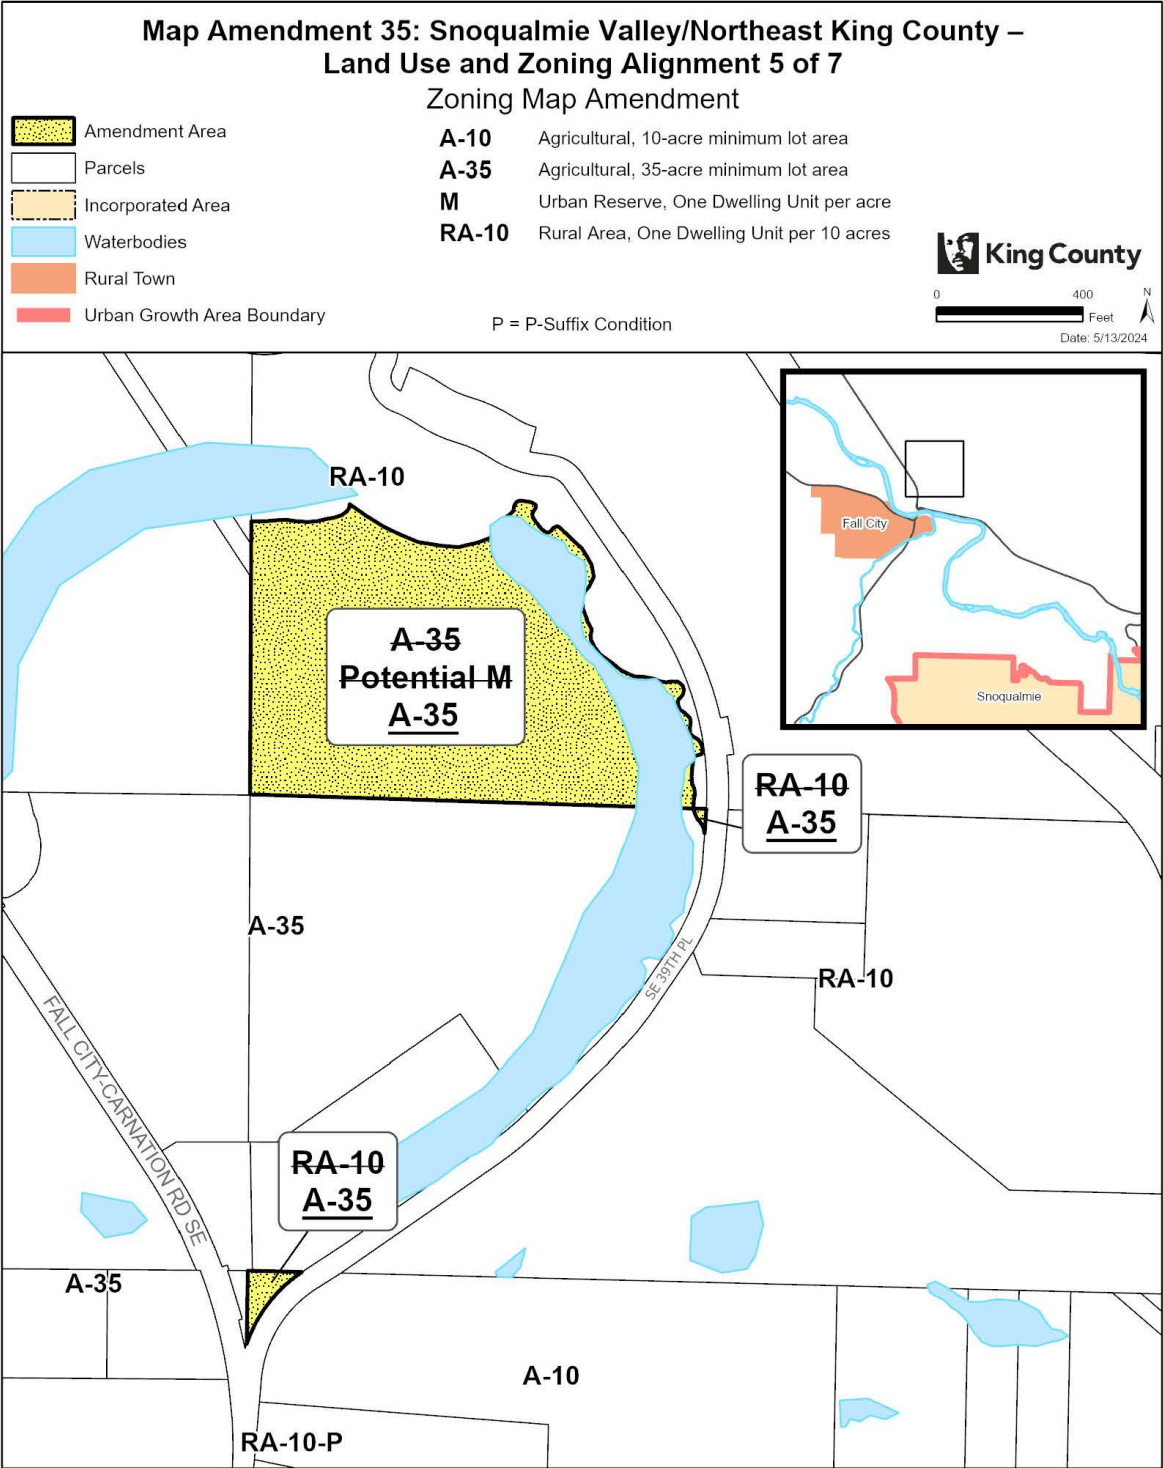 Map Amendment 35: Snoqualmie Valley/Northeast King County –
Land Use and Zoning Alignment 5 of 7
Zoning Map Amendment
Amendment Area
Parcels
Incorporated Area
Waterbodies
Rural Town
Urban Growth Area Boundary
A-10 Agricultural, 10-acre minimum lot area
A-35 Agricultural, 35-acre minimum lot area
M Urban Reserve, One Dwelling Unit per acre
RA-10 Rural Area, One Dwelling Unit per 10 acres
P = P-Suffix Condition
King County
0 400
Feet
N
Date: 5/13/2024
Fall City
Snoqualmie
RA-10
A-35
Potential M
A-35
RA-10
A-35
A-35
RA-10
SE 39TH PL
FALL CITY-CARNATION RD SE
RA-10
A-35
A-35
A-10
RA-10-P